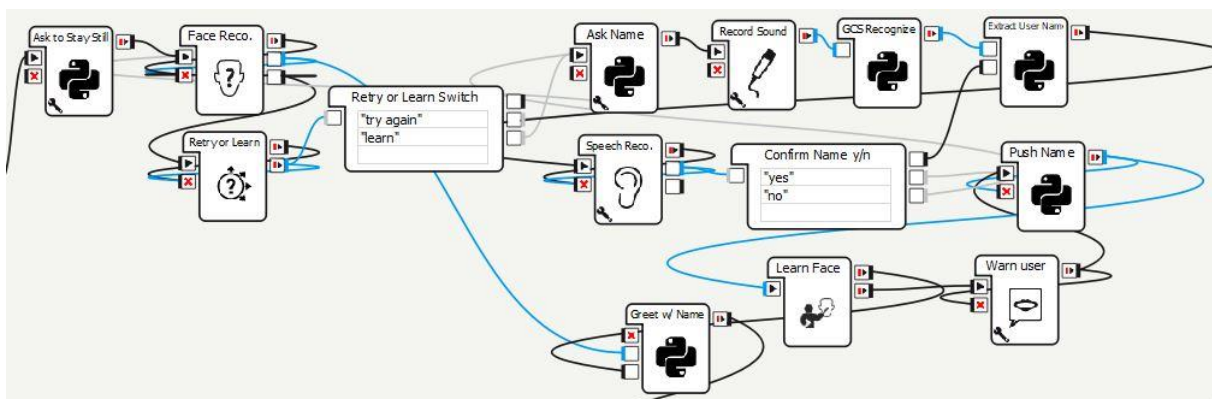 Ask to Stay Still
Face Reco.
Ask Name
Record Sound
GCS Recognize
Extract User Nam
Retry or Learn Switch
"try again"
"learn"
Retry or Learn
Speech Reco.
Confirm Name y/n
"yes"
"no"
Push Name
Learn Face
Warn user
Greet w/ Name